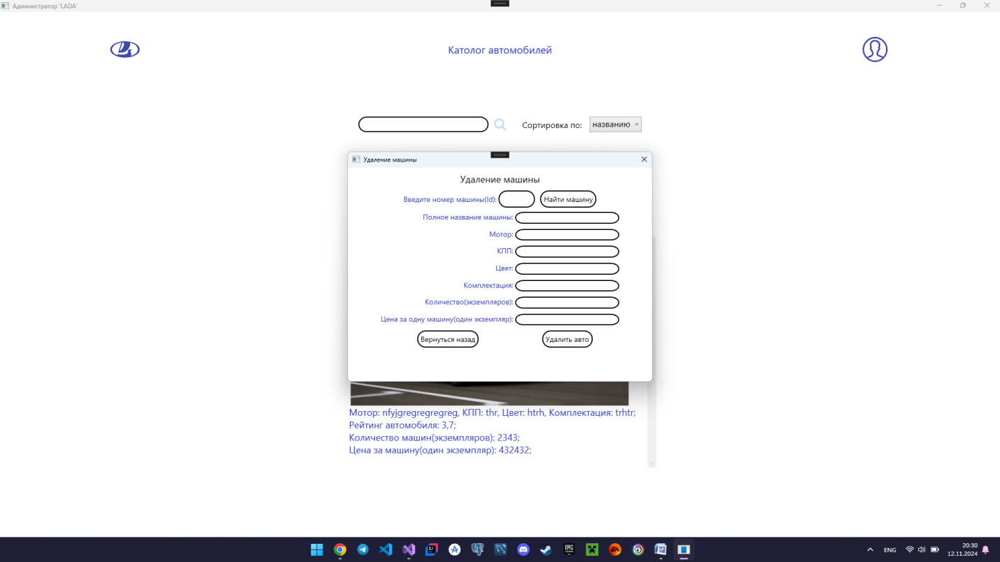 Администратор 'LADA'
Католог автомобилей
Сортировка по: названию
Удаление машины
Удаление машины
Введите номер машины(Id): Найти машину
Полное название машины:
Мотор:
КПП:
Цвет:
Комплектация:
Количество(экземпляров):
Цена за одну машину(один экземпляр):
Вернуться назад Удалить авто
Мотор: nfyjgregregregreg, КПП: thr, Цвет: htrh, Комплектация: trhtr;
Рейтинг автомобиля: 3,7;
Количество машин(экземпляров): 2343;
Цена за машину(один экземпляр): 432432;
EPIC
EA
ENG
20:30
12.11.2024